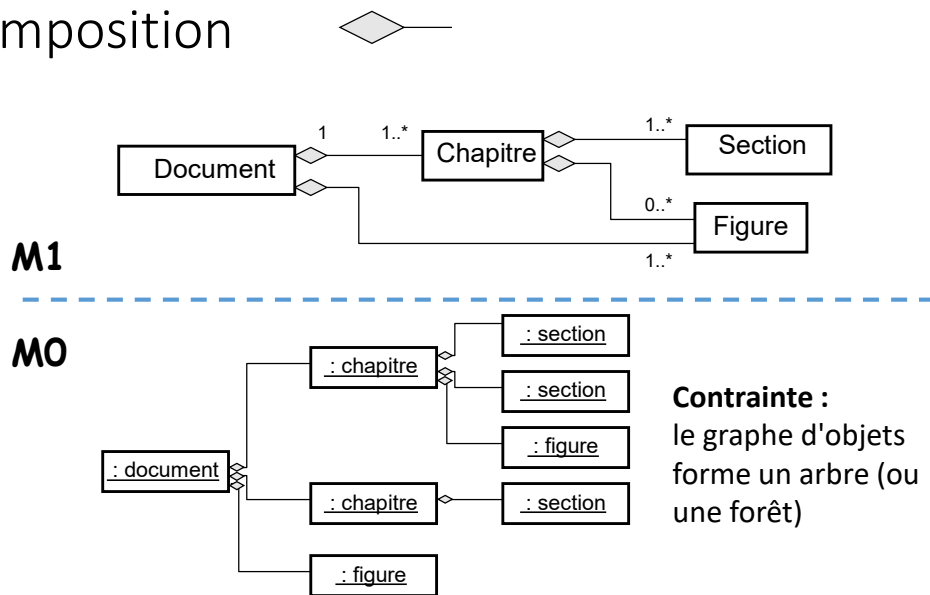 mposition
1
1..*
1..*
Document
Chapitre
Section
0..*
Figure
1..*
M1
M0
: section
: chapitre
: section
Contrainte :
le graphe d'objets
: figure
forme un arbre (ou
: document
: chapitre
: section
une forêt)
: figure